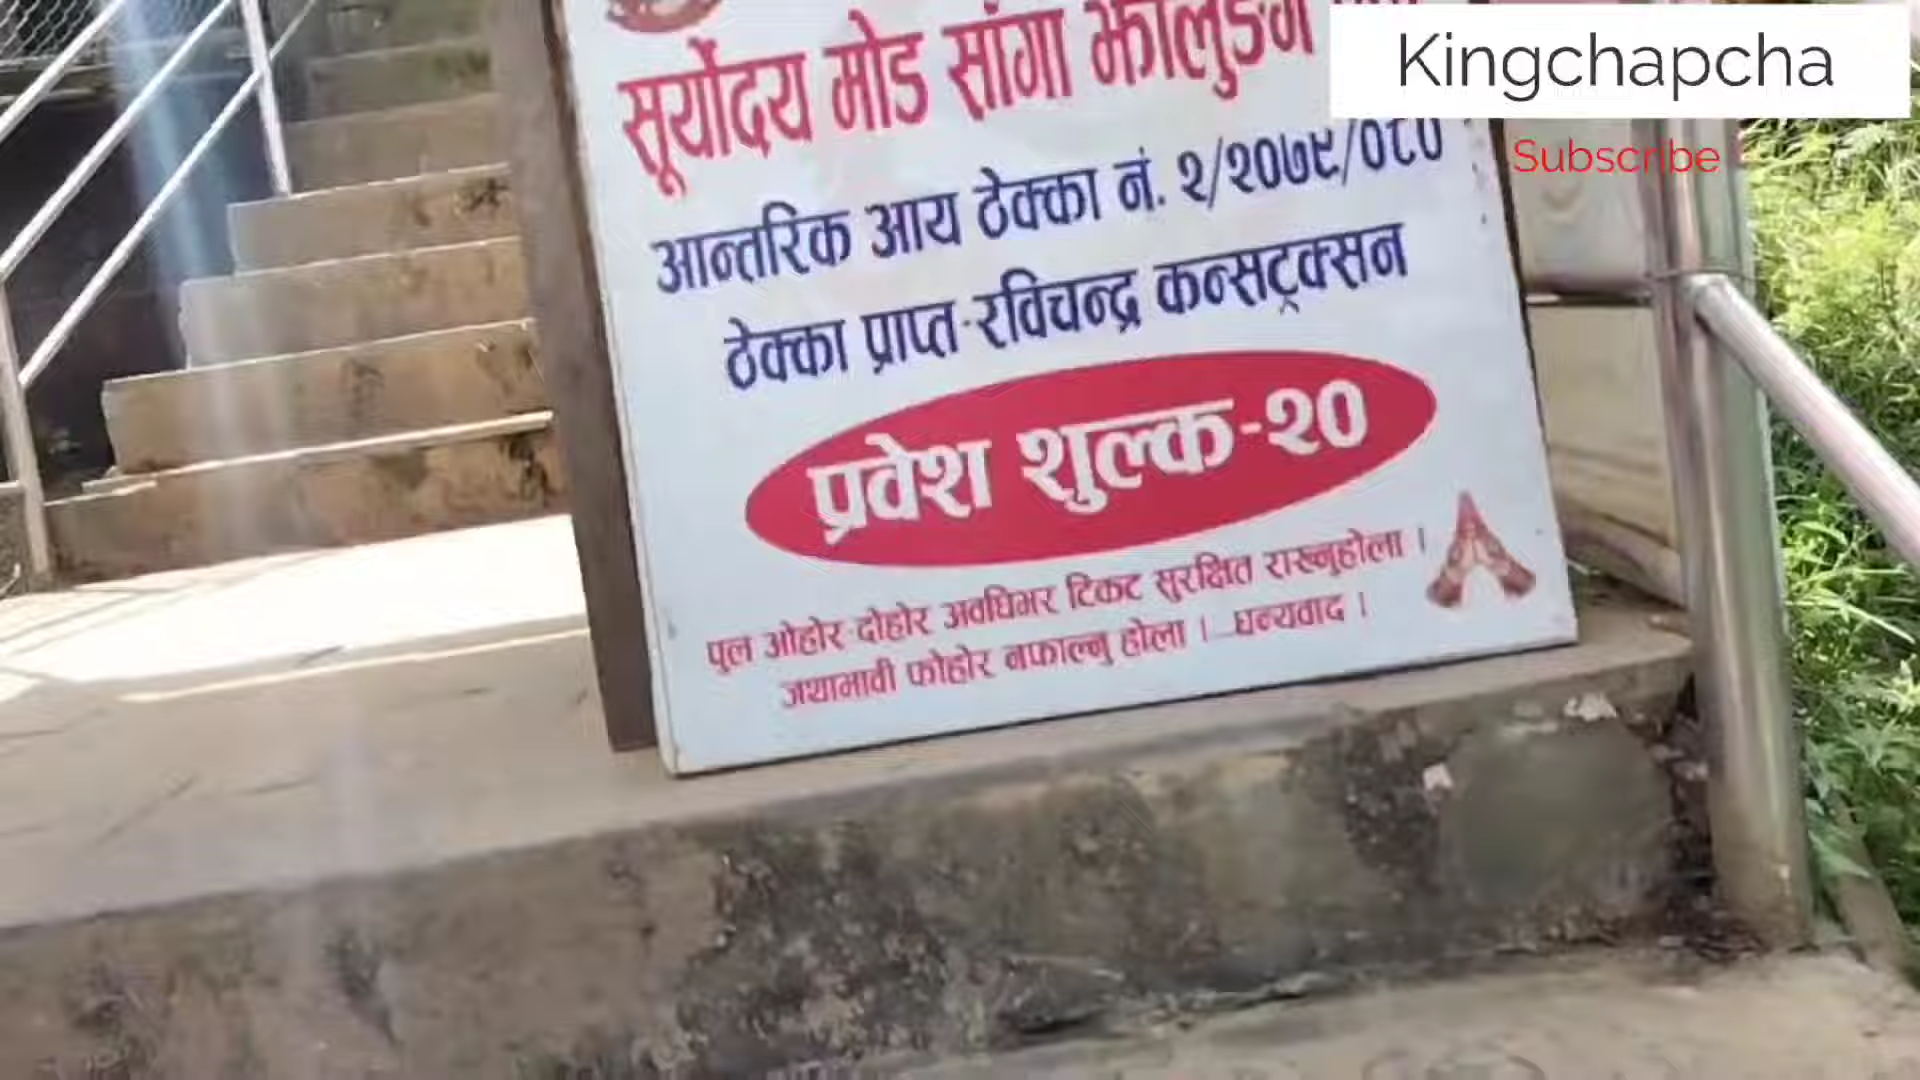 Kingchapcha
Subscribe
सूर्योदय मोड सांगा झोलुङ्गे
आन्तरिक आय ठेक्का नं. २/२०७९/०८०
ठेक्का प्राप्त-रविचन्द्र कन्सट्रक्सन
प्रवेश शुल्क-२०
पुल ओहोर-दोहोर अवधिभर टिकट सुरक्षित राख्नुहोला ।
जथाभावी फोहोर नफाल्नु होला । धन्यवाद ।